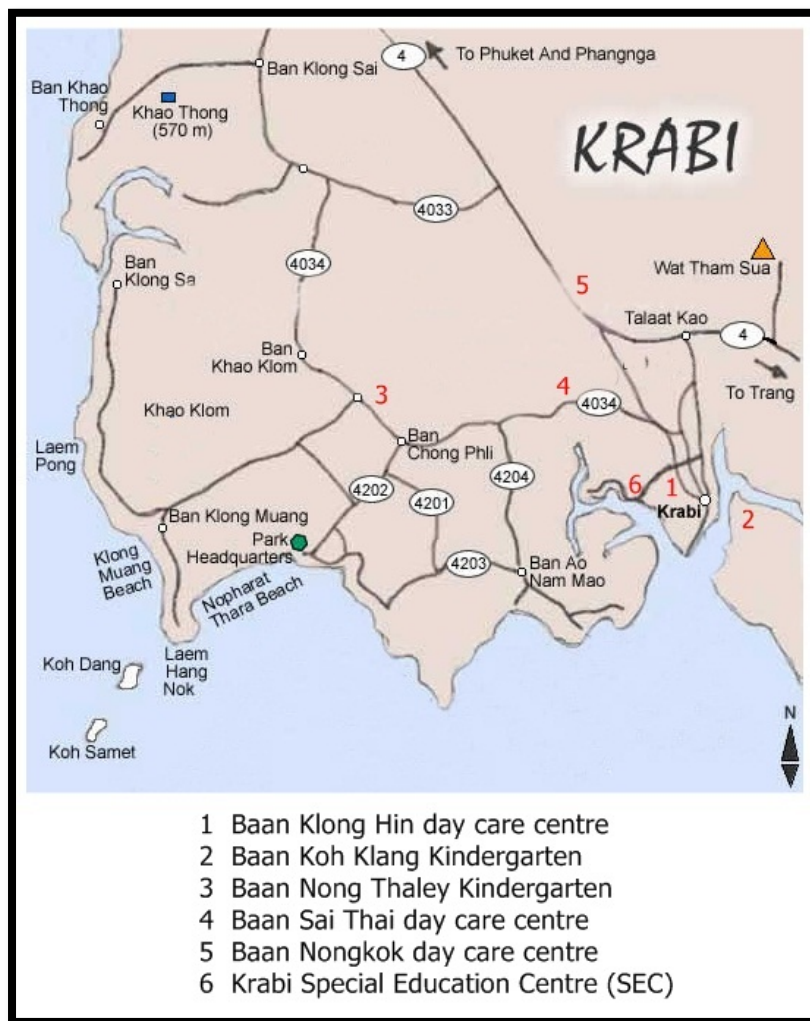 4
To Phuket And Phangnga
Ban Klong Sai
Ban Khao
Thong
Khao Thong
(570 m)
KRABI
4033
4034
Wat Tham Sua
Ban
Klong Sa
5
Talaat Kao
4
To Trang
Ban
Khao Klom
3
4
4034
Khao Klom
Ban
Chong Phli
Laem
Pong
4202
4201
4204
6
1
Krabi
2
Ban Klong Muang
Park
Headquarters
Klong
Muang
Beach
Nopharat
Thara Beach
4203
Ban Ao
Nam Mao
Koh Dang
Laem
Hang
Nok
Koh Samet
N
1 Baan Klong Hin day care centre
2 Baan Koh Klang Kindergarten
3 Baan Nong Thaley Kindergarten
4 Baan Sai Thai day care centre
5 Baan Nongkok day care centre
6 Krabi Special Education Centre (SEC)